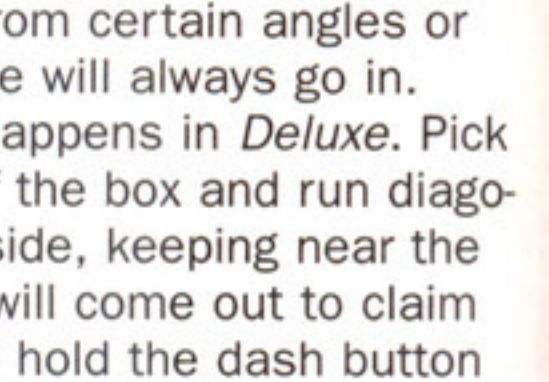 om certain angles or
e will always go in.
appens in Deluxe. Pick
the box and run diago-
side, keeping near the
will come out to claim
hold the dash button